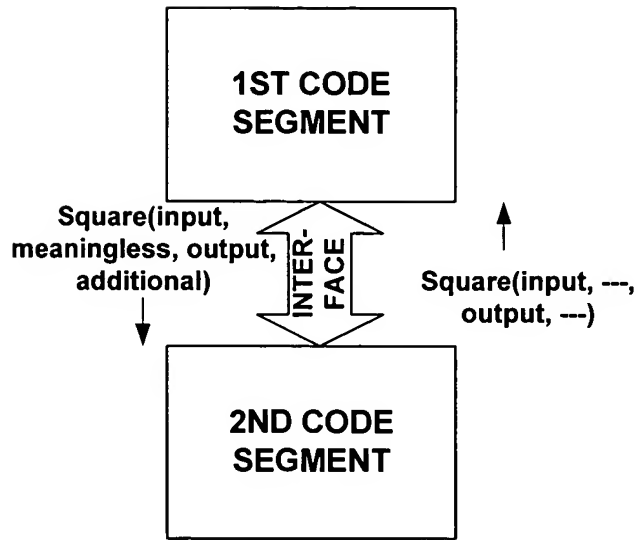 1ST CODE
SEGMENT
Square(input,
meaningless, output,
additional)
INTER-
FACE
Square(input, ---,
output, ---)
2ND CODE
SEGMENT